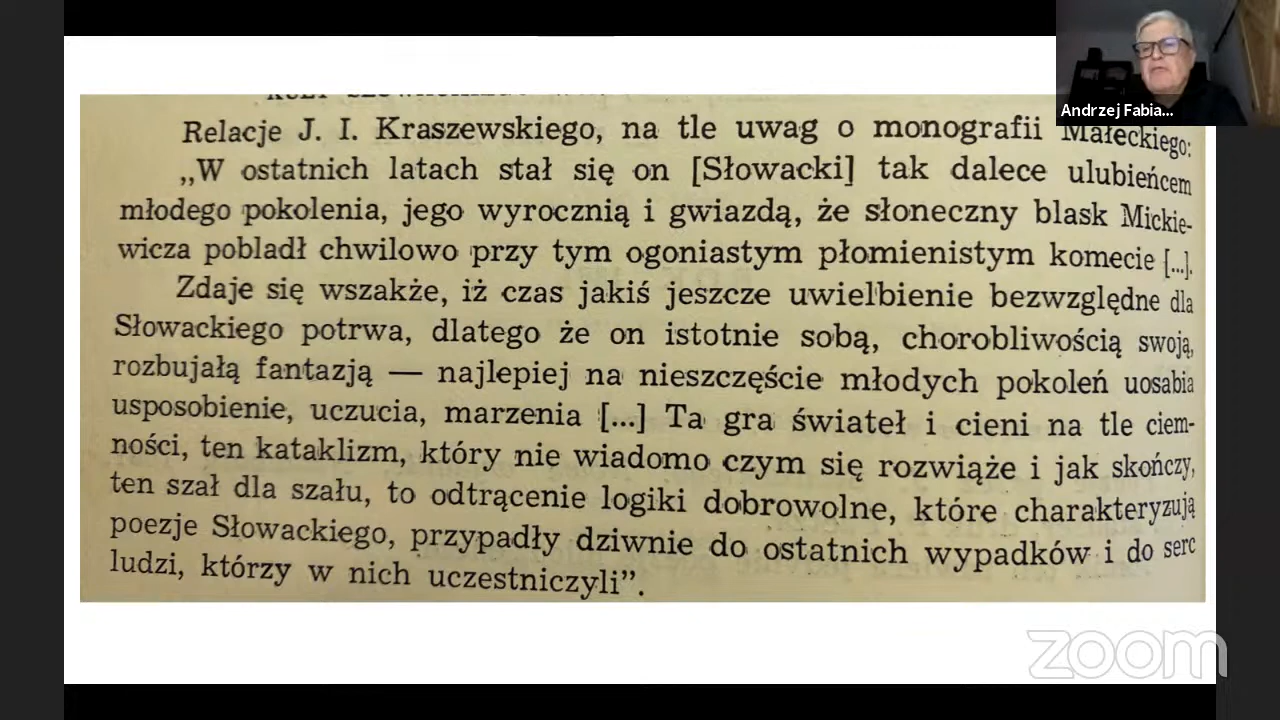 Relacje J. I. Kraszewskiego, na tle uwag o monografii Małeckiego:
„W ostatnich latach stał się on [Słowacki] tak dalece ulubieńcem
młodego pokolenia, jego wyrocznią i gwiazdą, że słoneczny blask Mickie-
wicza pobladł chwilowo przy tym ogoniastym płomienistym komecie [...].
Zdaje się wszakże, iż czas jakiś jeszcze uwielbienie bezwzględne dla
Słowackiego potrwa, dlatego że on istotnie sobą, chorobliwością swoją,
rozbujałą fantazją — najlepiej na nieszczęście młodych pokoleń uosabia
usposobienie, uczucia, marzenia [...] Ta gra świateł i cieni na tle ciem-
ności, ten kataklizm, który nie wiadomo czym się rozwiąże i jak skończy,
ten szał dla szału, to odtrącenie logiki dobrowolne, które charakteryzują
poezje Słowackiego, przypadły dziwnie do ostatnich wypadków i do serc
ludzi, którzy w nich uczestniczyli”.
Andrzej Fabia...
zoom